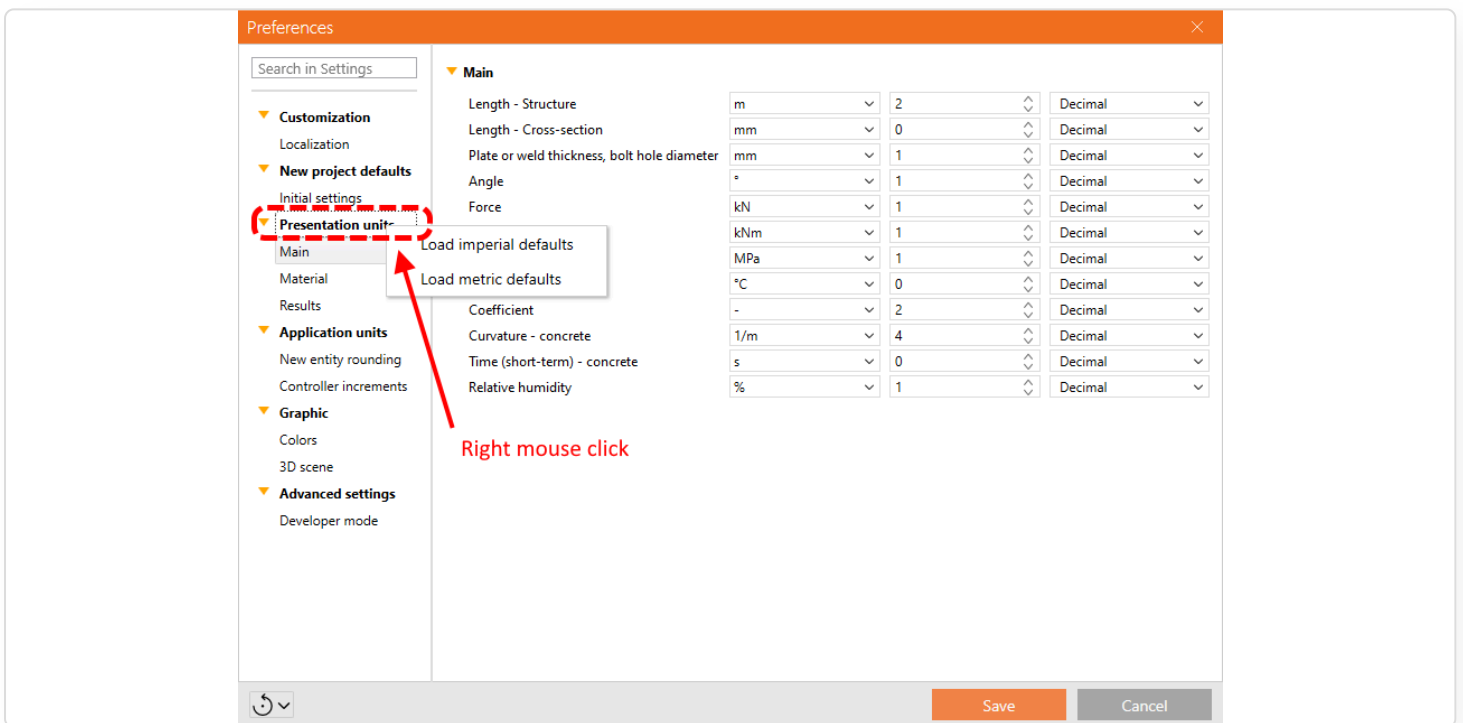 Preferences
Search in Settings
Customization
Localization
New project defaults
Initial settings
Presentation units
Main
Material
Results
Application units
New entity rounding
Controller increments
Graphic
Colors
3D scene
Advanced settings
Developer mode
Load imperial defaults
Load metric defaults
Main
Length - Structure m 2 Decimal
Length - Cross-section mm 0 Decimal
Plate or weld thickness, bolt hole diameter mm 1 Decimal
Angle ° 1 Decimal
Force kN 1 Decimal
kNm 1 Decimal
MPa 1 Decimal
°C 0 Decimal
Coefficient - 2 Decimal
Curvature - concrete 1/m 4 Decimal
Time (short-term) - concrete s 0 Decimal
Relative humidity % 1 Decimal
Right mouse click
Save Cancel